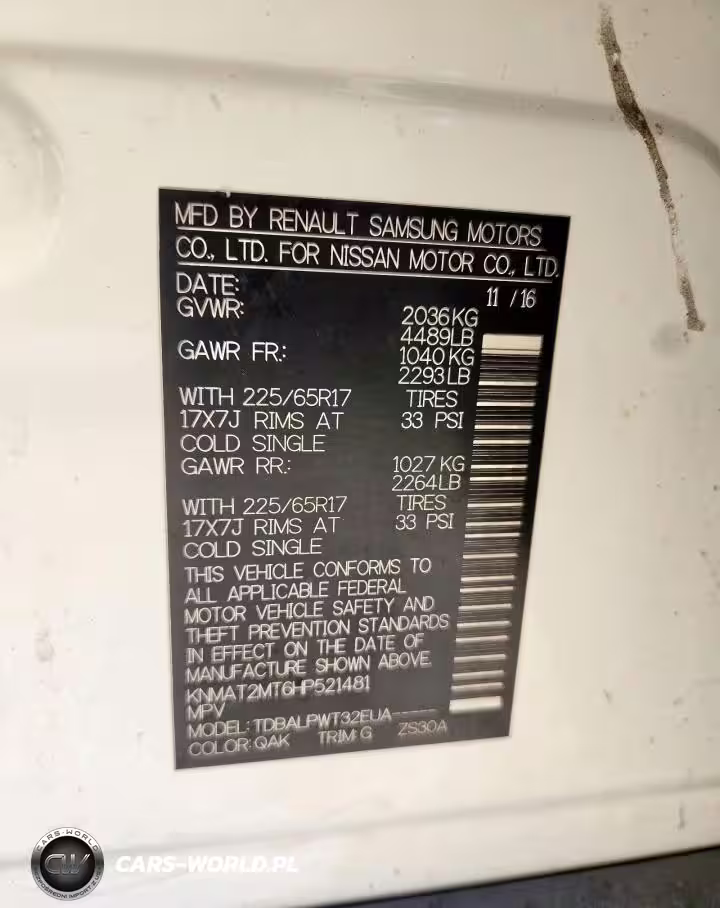 MFD BY RENAULT SAMSUNG MOTORS
CO., LTD. FOR NISSAN MOTOR CO., LTD.
DATE: 11 / 16
GVWR: 2036KG
4489LB
GAWR FR.: 1040 KG
2293LB
WITH 225/65R17 TIRES
17X7J RIMS AT 33 PSI
COLD SINGLE
GAWR RR.: 1027 KG
2264LB
WITH 225/65R17 TIRES
17X7J RIMS AT 33 PSI
COLD SINGLE
THIS VEHICLE CONFORMS TO
ALL APPLICABLE FEDERAL
MOTOR VEHICLE SAFETY AND
THEFT PREVENTION STANDARDS
IN EFFECT ON THE DATE OF
MANUFACTURE SHOWN ABOVE.
KNMAT2MT6HP521481
MPV
MODEL: TDBALPWT32EUA-----
COLOR: QAK TRIM: G ZS30A
CARS-WORLD
CW
CARS-WORLD.PL